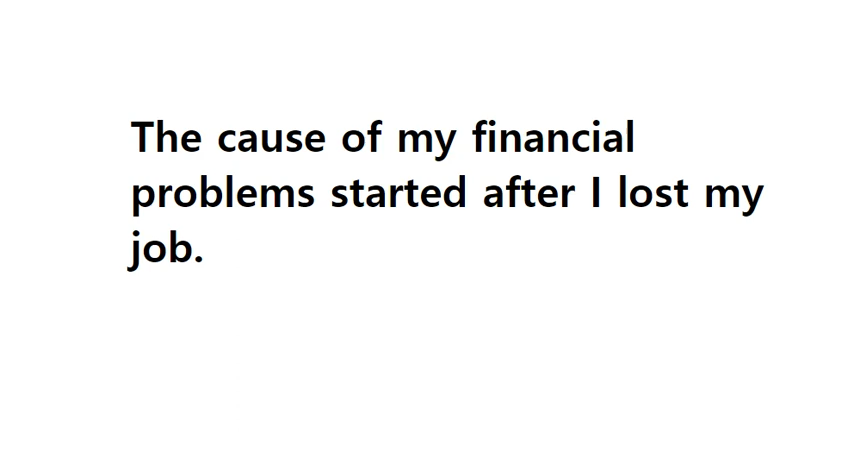 The cause of my financial
problems started after I lost my
job.